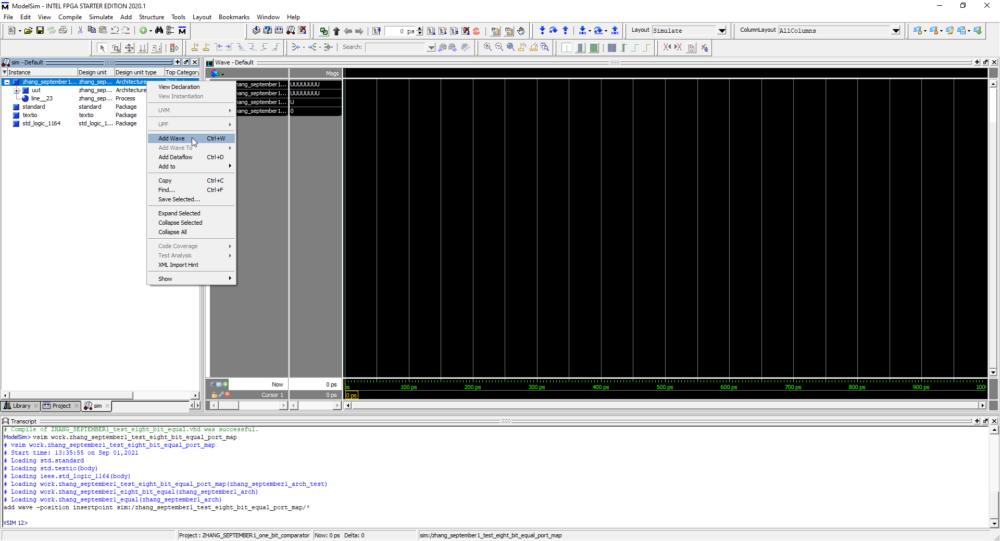 ModelSim - INTEL FPGA STARTER EDITION 2020.1
File Edit View Compile Simulate Add Structure Tools Layout Bookmarks Window Help
0 ps
Layout Simulate
ColumnLayout AllColumns
Search:
sim - Default
Instance Design unit Design unit type Top Category
zhang_september1... zhang_sep... Architecture
uut zhang_sep... Architecture
line__23 zhang_sep... Process
standard standard Package
textio textio Package
std_logic_1164 std_logic_1... Package
View Declaration
View Instantiation
UVM
UPF
Add Wave Ctrl+W
Add Wave To
Add Dataflow Ctrl+D
Add to
Copy Ctrl+C
Find... Ctrl+F
Save Selected...
Expand Selected
Collapse Selected
Collapse All
Code Coverage
Test Analysis
XML Import Hint
Show
Wave - Default
Msgs
hang_september1... UUUUUUUU
hang_september1... UUUUUUUU
hang_september1... U
hang_september1... 0
Now 0 ps
Cursor 1 0 ps
ps 100 ps 200 ps 300 ps 400 ps 500 ps 600 ps 700 ps 800 ps 900 ps 1000
0 ps
Library Project sim
Transcript
# Compile of ZHANG_SEPTEMBER1_test_eight_bit_equal.vhd was successful.
ModelSim> vsim work.zhang_september1_test_eight_bit_equal_port_map
# vsim work.zhang_september1_test_eight_bit_equal_port_map
# Start time: 13:35:55 on Sep 01,2021
# Loading std.standard
# Loading std.textio(body)
# Loading ieee.std_logic_1164(body)
# Loading work.zhang_september1_test_eight_bit_equal_port_map(zhang_september1_arch_test)
# Loading work.zhang_september1_eight_bit_equal(zhang_september1_arch)
# Loading work.zhang_september1_equal(zhang_september1_arch)
add wave -position insertpoint sim:/zhang_september1_test_eight_bit_equal_port_map/*
VSIM 12>
Project : ZHANG_SEPTEMBER1_one_bit_comparator Now: 0 ps Delta: 0 sim:/zhang_september1_test_eight_bit_equal_port_map